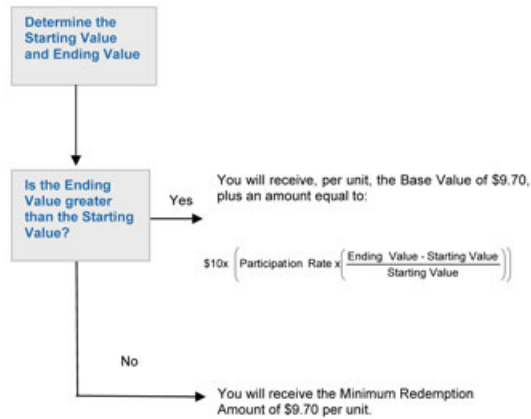 Determine the
Starting Value
and Ending Value
Is the Ending
Value greater
than the Starting
Value?
Yes
You will receive, per unit, the Base Value of $9.70,
plus an amount equal to:
$10x ( Participation Rate x ( Ending Value - Starting Value
Starting Value ) )
No
You will receive the Minimum Redemption
Amount of $9.70 per unit.